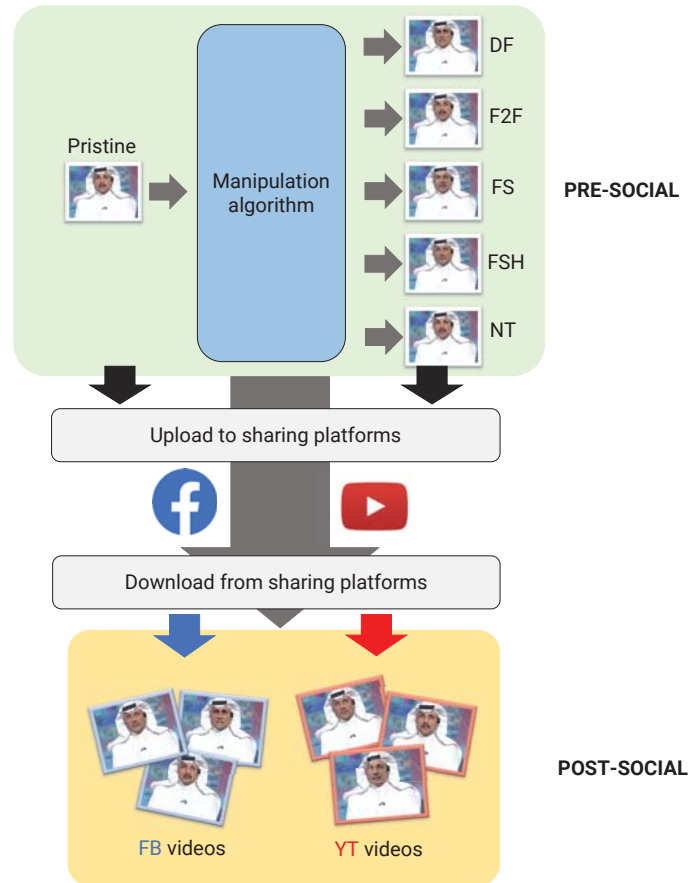 DF
F2F
Pristine
Manipulation
algorithm
FS
PRE-SOCIAL
FSH
NT
Upload to sharing platforms
Download from sharing platforms
POST-SOCIAL
FB videos
YT videos